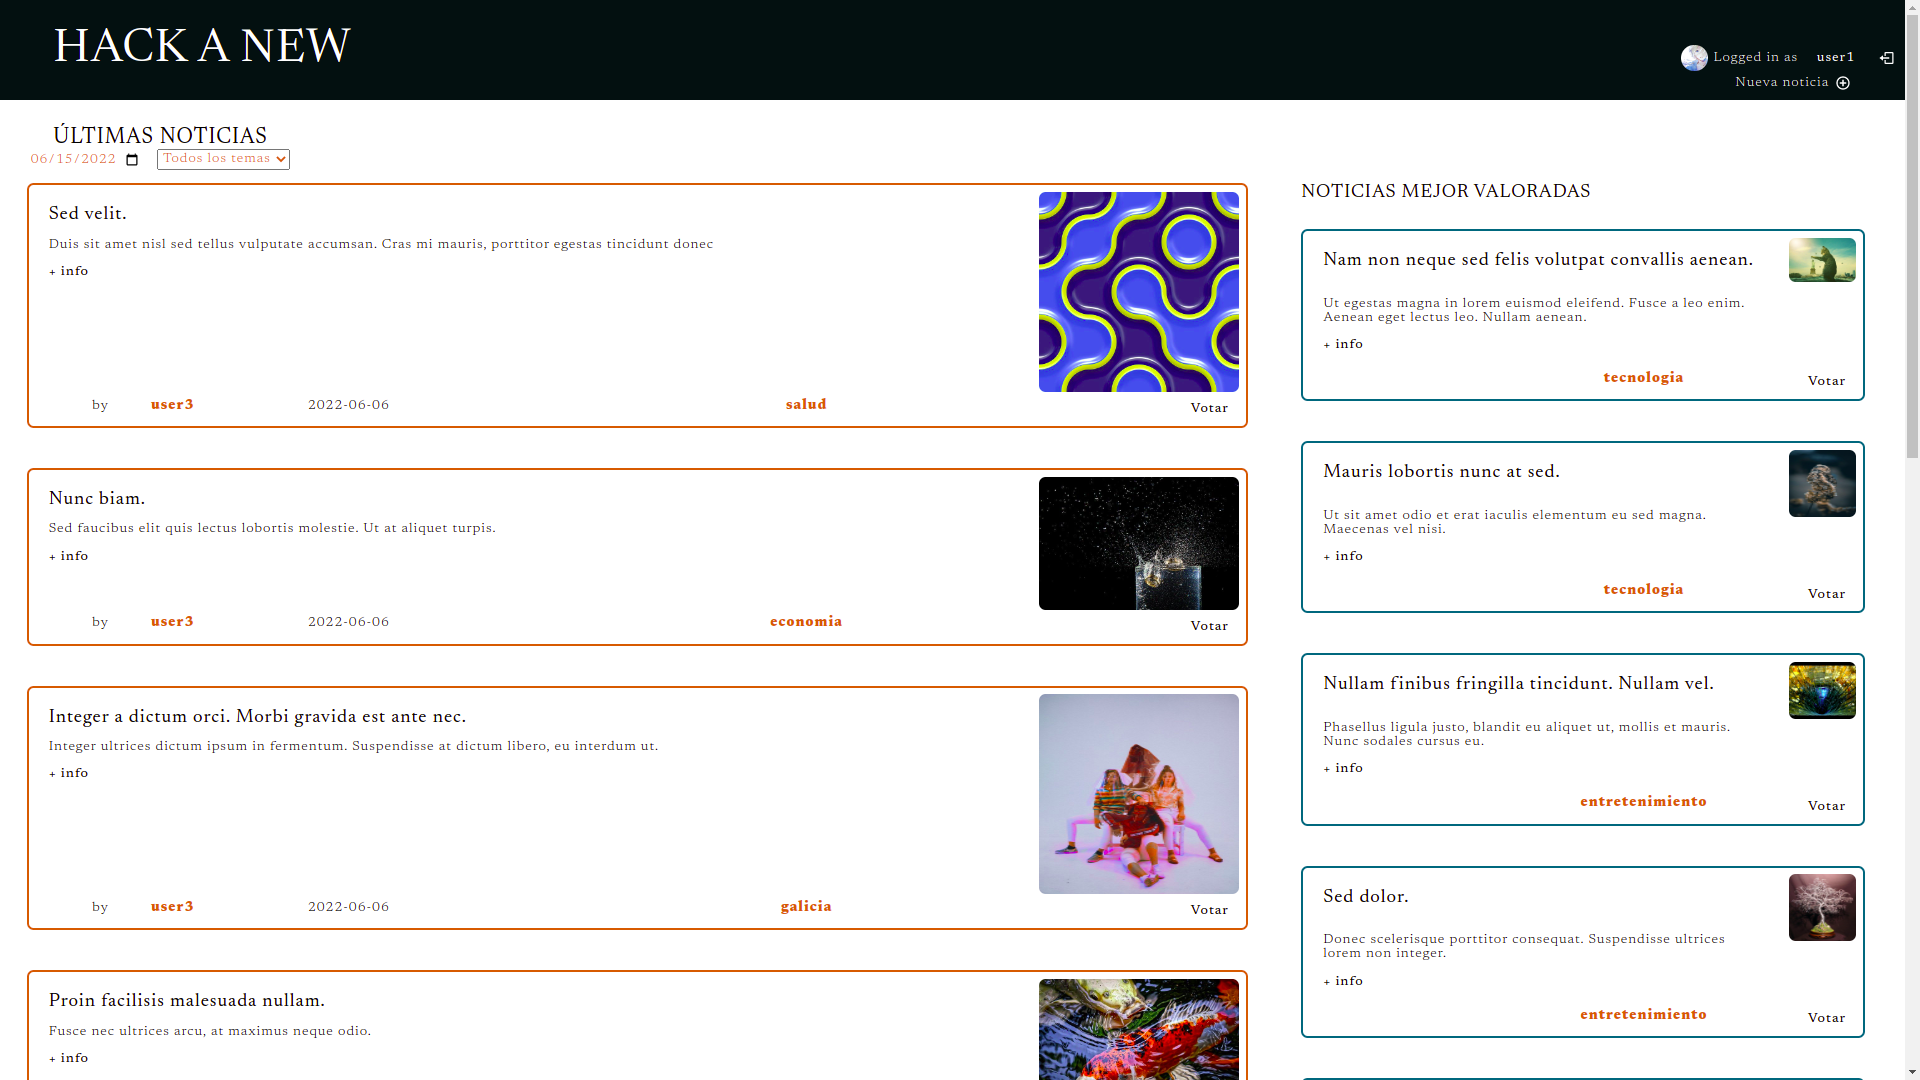 HACK A NEW
Logged in as user1
Nueva noticia
ÚLTIMAS NOTICIAS
06/15/2022 Todos los temas
Sed velit.
Duis sit amet nisl sed tellus vulputate accumsan. Cras mi mauris, porttitor egestas tincidunt donec
+ info
by user3 2022-06-06 salud Votar
Nunc biam.
Sed faucibus elit quis lectus lobortis molestie. Ut at aliquet turpis.
+ info
by user3 2022-06-06 economia Votar
Integer a dictum orci. Morbi gravida est ante nec.
Integer ultrices dictum ipsum in fermentum. Suspendisse at dictum libero, eu interdum ut.
+ info
by user3 2022-06-06 galicia Votar
Proin facilisis malesuada nullam.
Fusce nec ultrices arcu, at maximus neque odio.
+ info
NOTICIAS MEJOR VALORADAS
Nam non neque sed felis volutpat convallis aenean.
Ut egestas magna in lorem euismod eleifend. Fusce a leo enim.
Aenean eget lectus leo. Nullam aenean.
+ info
tecnologia Votar
Mauris lobortis nunc at sed.
Ut sit amet odio et erat iaculis elementum eu sed magna.
Maecenas vel nisi.
+ info
tecnologia Votar
Nullam finibus fringilla tincidunt. Nullam vel.
Phasellus ligula justo, blandit eu aliquet ut, mollis et mauris.
Nunc sodales cursus eu.
+ info
entretenimiento Votar
Sed dolor.
Donec scelerisque porttitor consequat. Suspendisse ultrices
lorem non integer.
+ info
entretenimiento Votar